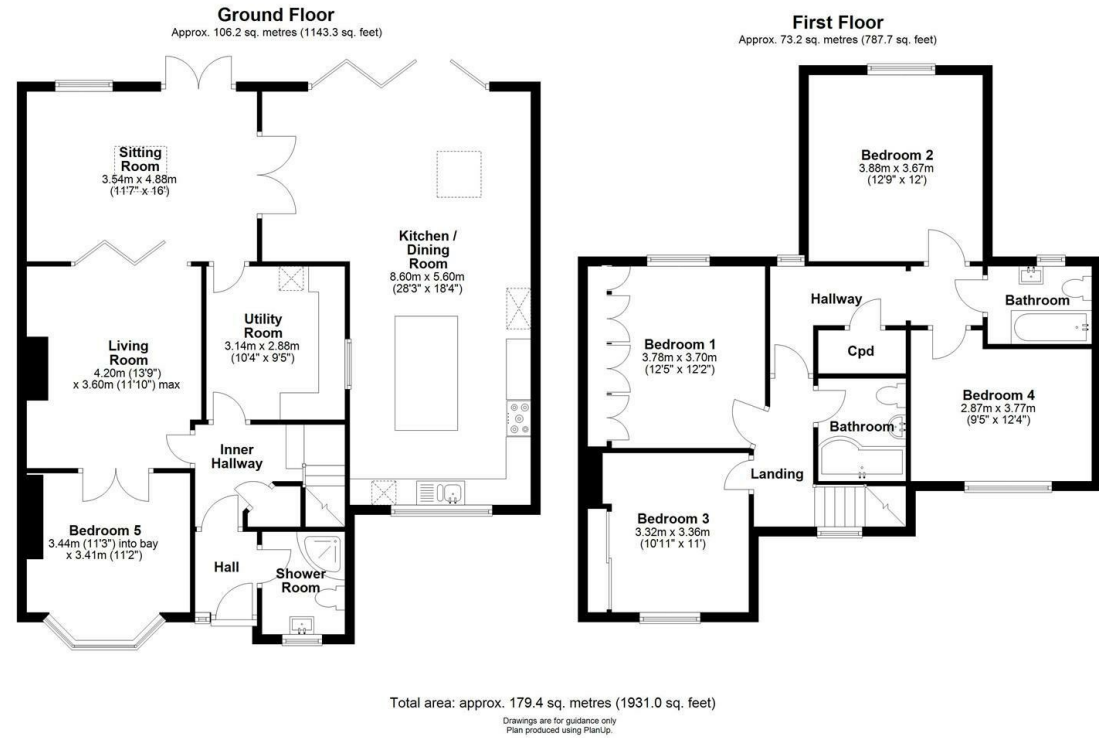 Ground Floor
Approx. 106.2 sq. metres (1143.3 sq. feet)
Sitting
Room
3.54m x 4.88m
(11'7" x 16')
Kitchen /
Dining
Room
8.60m x 5.60m
(28'3" x 18'4")
Utility
Room
3.14m x 2.88m
(10'4" x 9'5")
Living
Room
4.20m (13'9")
x 3.60m (11'10") max
Inner
Hallway
Bedroom 5
3.44m (11'3") into bay
x 3.41m (11'2")
Hall
Shower
Room
First Floor
Approx. 73.2 sq. metres (787.7 sq. feet)
Bedroom 2
3.88m x 3.67m
(12'9" x 12')
Hallway
Bathroom
Bedroom 1
3.78m x 3.70m
(12'5" x 12'2")
Cpd
Bedroom 4
2.87m x 3.77m
(9'5" x 12'4")
Bathroom
Landing
Bedroom 3
3.32m x 3.36m
(10'11" x 11')
Total area: approx. 179.4 sq. metres (1931.0 sq. feet)
Drawings are for guidance only
Plan produced using PlanUp.